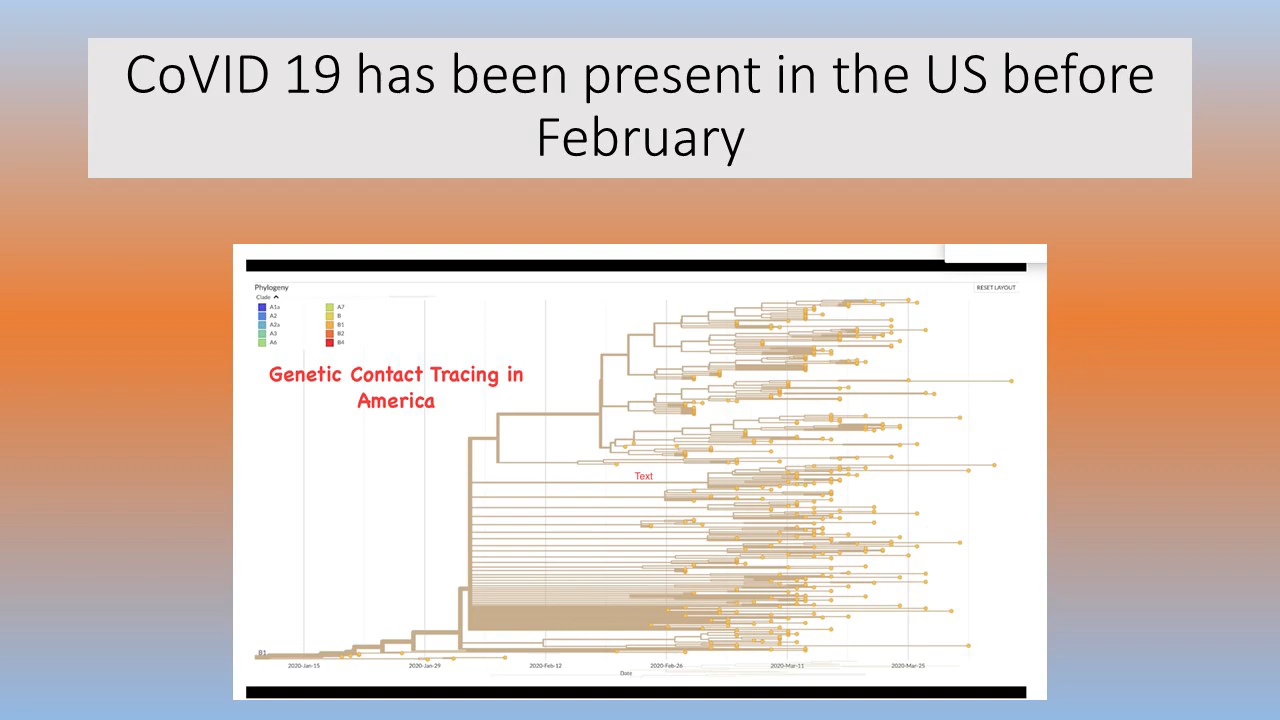 CoVID 19 has been present in the US before
February
Phylogeny
RESET LAYOUT
Clade
A1a
A7
A2
B
A2a
B1
A3
B2
A6
B4
Genetic Contact Tracing in
America
Text
B1
2020-Jan-15
2020-Jan-29
2020-Feb-12
2020-Feb-26
2020-Mar-11
2020-Mar-25
Date